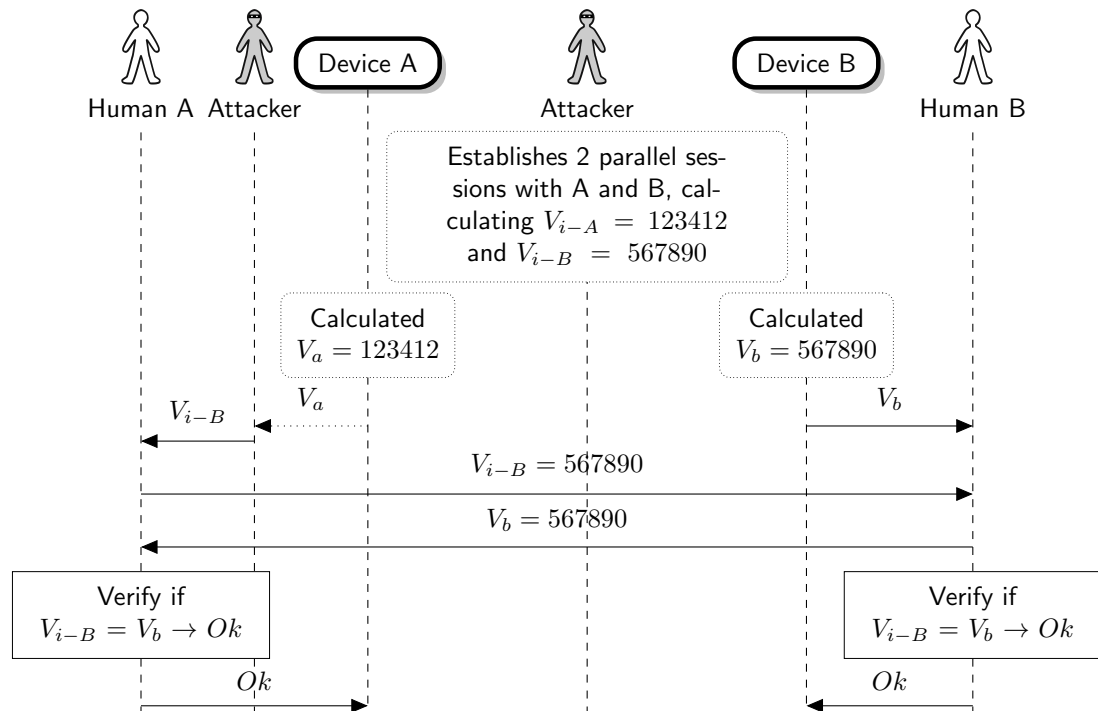 Device A
Device B
Human A
Attacker
Attacker
Human B
Establishes 2 parallel ses-
sions with A and B, cal-
culating V_{i−A} = 123412
and V_{i−B} = 567890
Calculated
V_a = 123412
Calculated
V_b = 567890
V_{i−B}
V_a
V_b
V_{i−B} = 567890
V_b = 567890
Verify if
V_{i−B} = V_b → Ok
Verify if
V_{i−B} = V_b → Ok
Ok
Ok